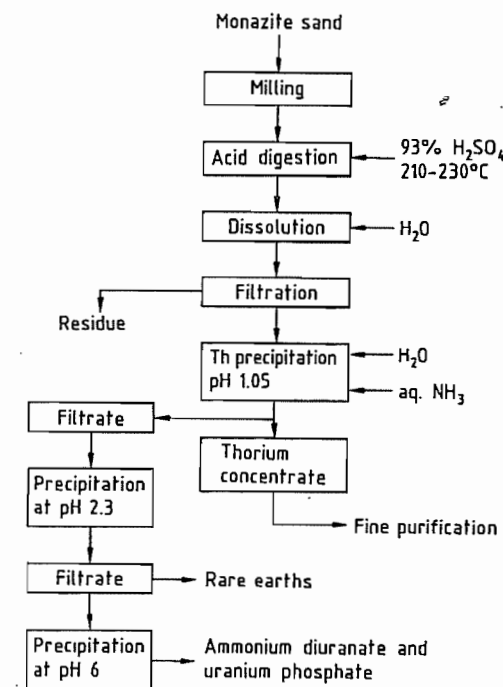 Monazite sand
Milling
Acid digestion
93% H₂SO₄
210-230°C
Dissolution
H₂O
Filtration
Residue
Th precipitation
pH 1.05
H₂O
aq. NH₃
Filtrate
Thorium
concentrate
Precipitation
at pH 2.3
Fine purification
Filtrate
Rare earths
Precipitation
at pH 6
Ammonium diuranate and
uranium phosphate